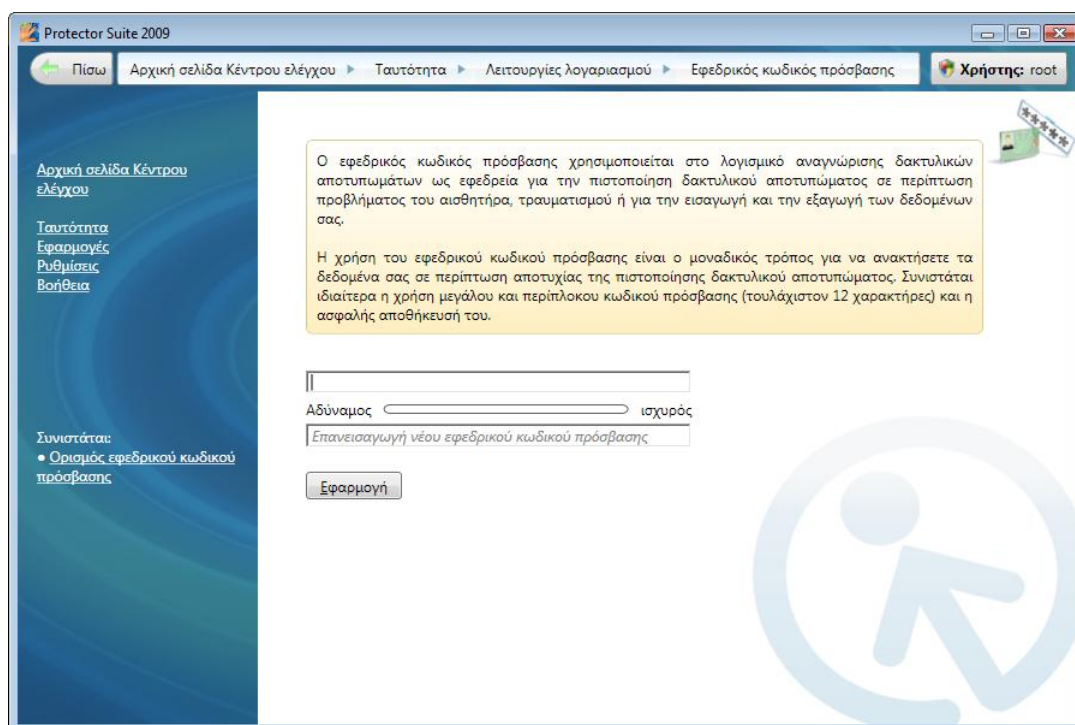 Protector Suite 2009
Πίσω
Αρχική σελίδα Κέντρου ελέγχου
Ταυτότητα
Λειτουργίες λογαριασμού
Εφεδρικός κωδικός πρόσβασης
Χρήστης: root
Αρχική σελίδα Κέντρου
ελέγχου
Ταυτότητα
Εφαρμογές
Ρυθμίσεις
Βοήθεια
Συνιστάται:
• Ορισμός εφεδρικού κωδικού
πρόσβασης
*****
Ο εφεδρικός κωδικός πρόσβασης χρησιμοποιείται στο λογισμικό αναγνώρισης δακτυλικών
αποτυπωμάτων ως εφεδρεία για την πιστοποίηση δακτυλικού αποτυπώματος σε περίπτωση
προβλήματος του αισθητήρα, τραυματισμού ή για την εισαγωγή και την εξαγωγή των δεδομένων
σας.
Η χρήση του εφεδρικού κωδικού πρόσβασης είναι ο μοναδικός τρόπος για να ανακτήσετε τα
δεδομένα σας σε περίπτωση αποτυχίας της πιστοποίησης δακτυλικού αποτυπώματος. Συνιστάται
ιδιαίτερα η χρήση μεγάλου και περίπλοκου κωδικού πρόσβασης (τουλάχιστον 12 χαρακτήρες) και η
ασφαλής αποθήκευσή του.
Αδύναμος ισχυρός
Επανεισαγωγή νέου εφεδρικού κωδικού πρόσβασης
Εφαρμογή